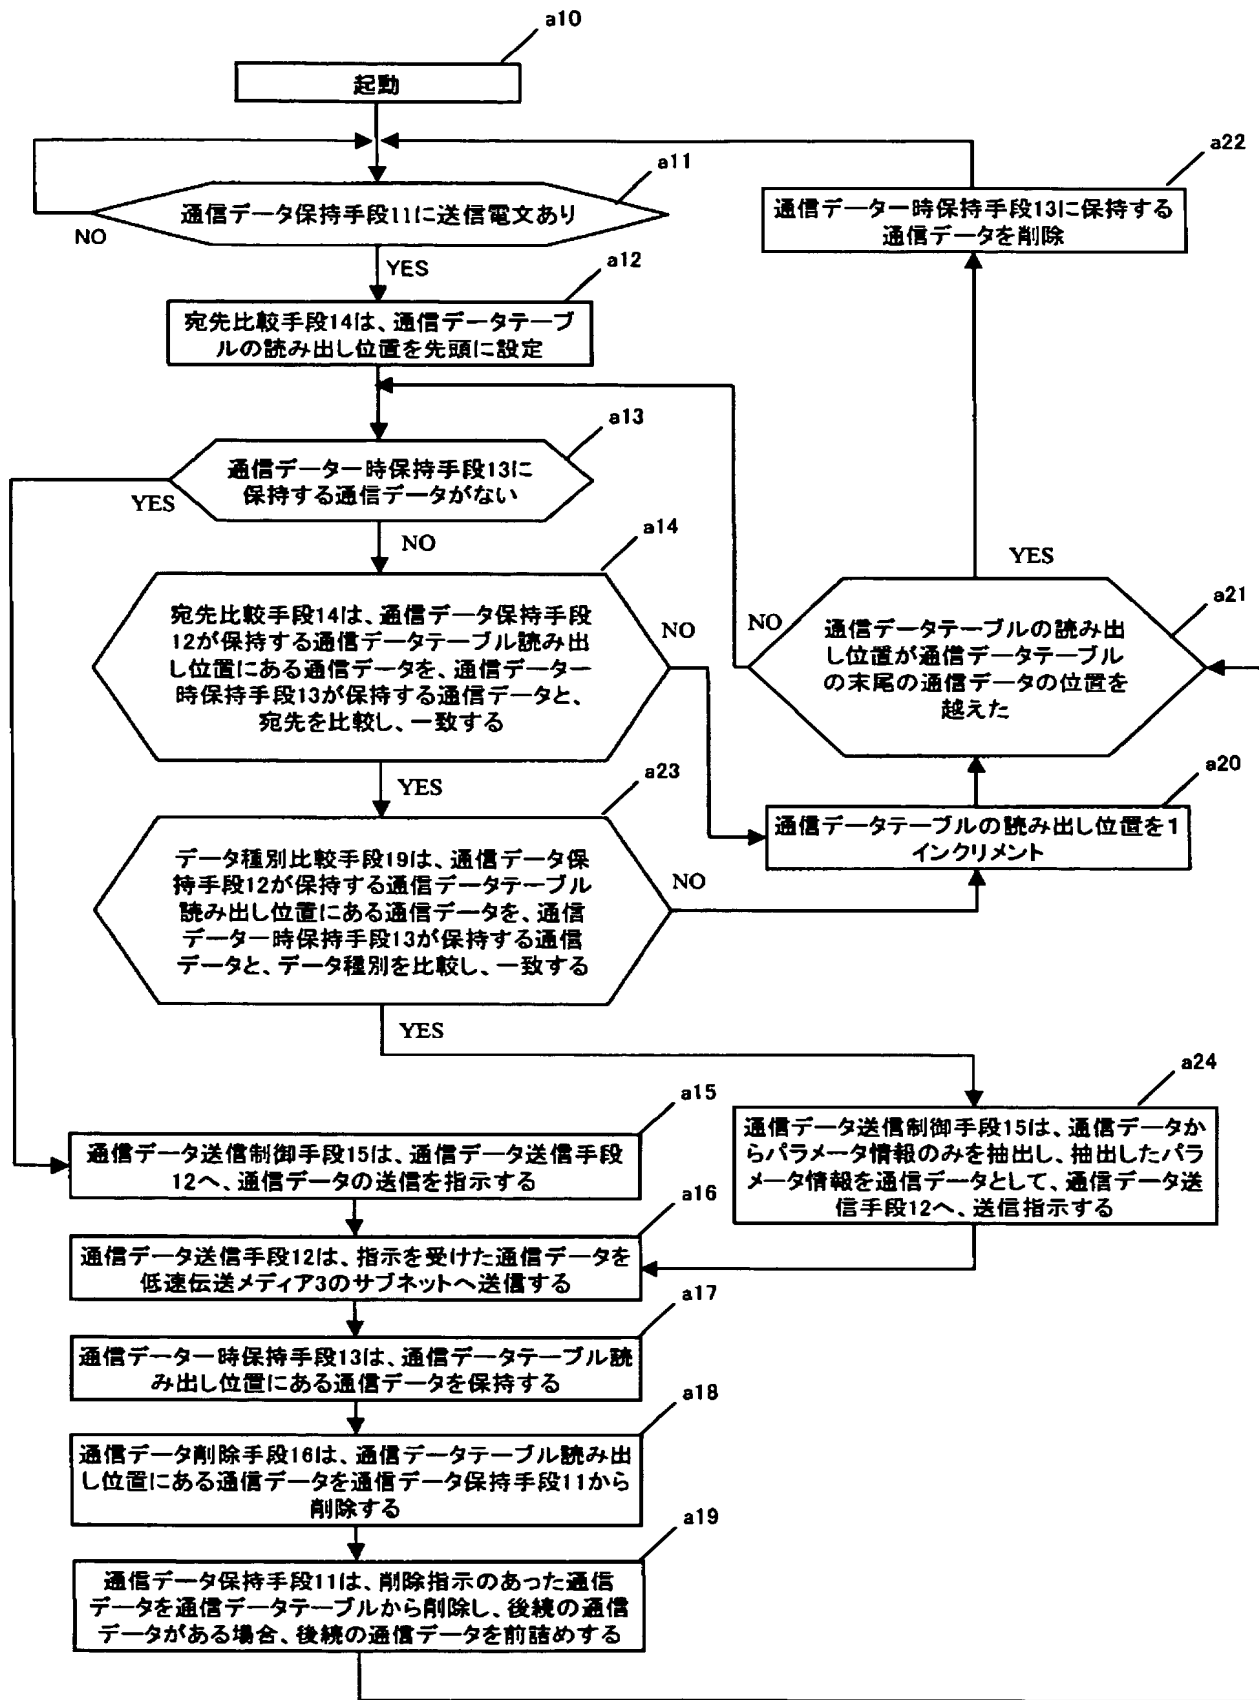 a10
起動
a11
通信データ保持手段11に送信電文あり
NO
YES
a22
通信データ一時保持手段13に保持する
通信データを削除
a12
宛先比較手段14は、通信データテーブ
ルの読み出し位置を先頭に設定
a13
通信データ一時保持手段13に
保持する通信データがない
YES
NO
a14
宛先比較手段14は、通信データ保持手段
12が保持する通信データテーブル読み出
し位置にある通信データを、通信データ一
時保持手段13が保持する通信データと、
宛先を比較し、一致する
NO
YES
YES
a21
NO
通信データテーブルの読み出
し位置が通信データテーブル
の末尾の通信データの位置を
越えた
a20
通信データテーブルの読み出し位置を1
インクリメント
a23
データ種別比較手段19は、通信データ保
持手段12が保持する通信データテーブル
読み出し位置にある通信データを、通信
データ一時保持手段13が保持する通信
データと、データ種別を比較し、一致する
NO
YES
a24
通信データ送信制御手段15は、通信データか
らパラメータ情報のみを抽出し、抽出したパラ
メータ情報を通信データとして、通信データ送
信手段12へ、送信指示する
a15
通信データ送信制御手段15は、通信データ送信手段
12へ、通信データの送信を指示する
a16
通信データ送信手段12は、指示を受けた通信データを
低速伝送メディア3のサブネットへ送信する
a17
通信データ一時保持手段13は、通信データテーブル読
み出し位置にある通信データを保持する
a18
通信データ削除手段16は、通信データテーブル読み出
し位置にある通信データを通信データ保持手段11から
削除する
a19
通信データ保持手段11は、削除指示のあった通信
データを通信データテーブルから削除し、後続の通信
データがある場合、後続の通信データを前詰めする